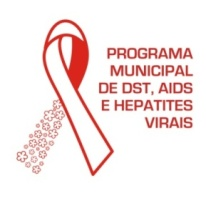 PROGRAMA
MUNICIPAL
DE DST, AIDS
E HEPATITES
VIRAIS